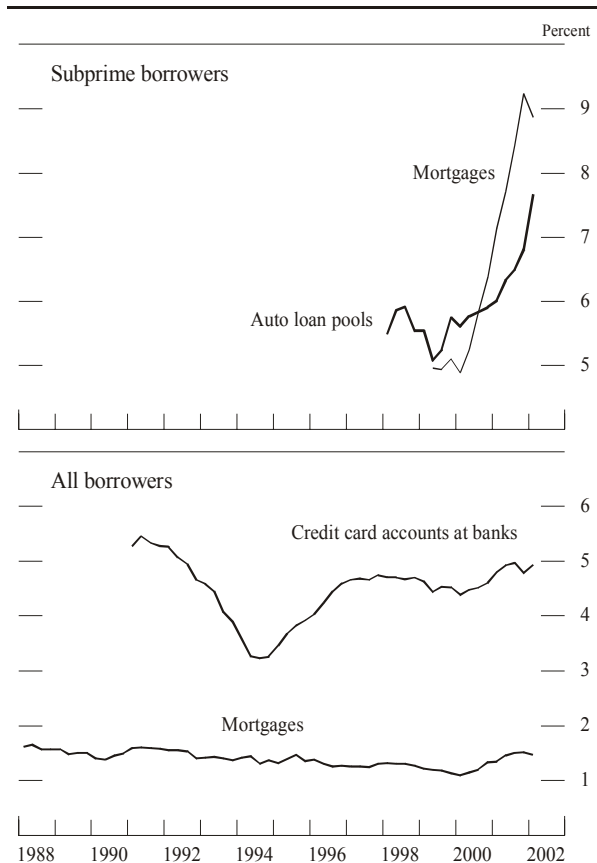 Percent
Subprime borrowers
9
Mortgages
8
7
Auto loan pools
6
5
All borrowers
6
Credit card accounts at banks
5
4
3
Mortgages
2
1
1988 1990 1992 1994 1996 1998 2000 2002